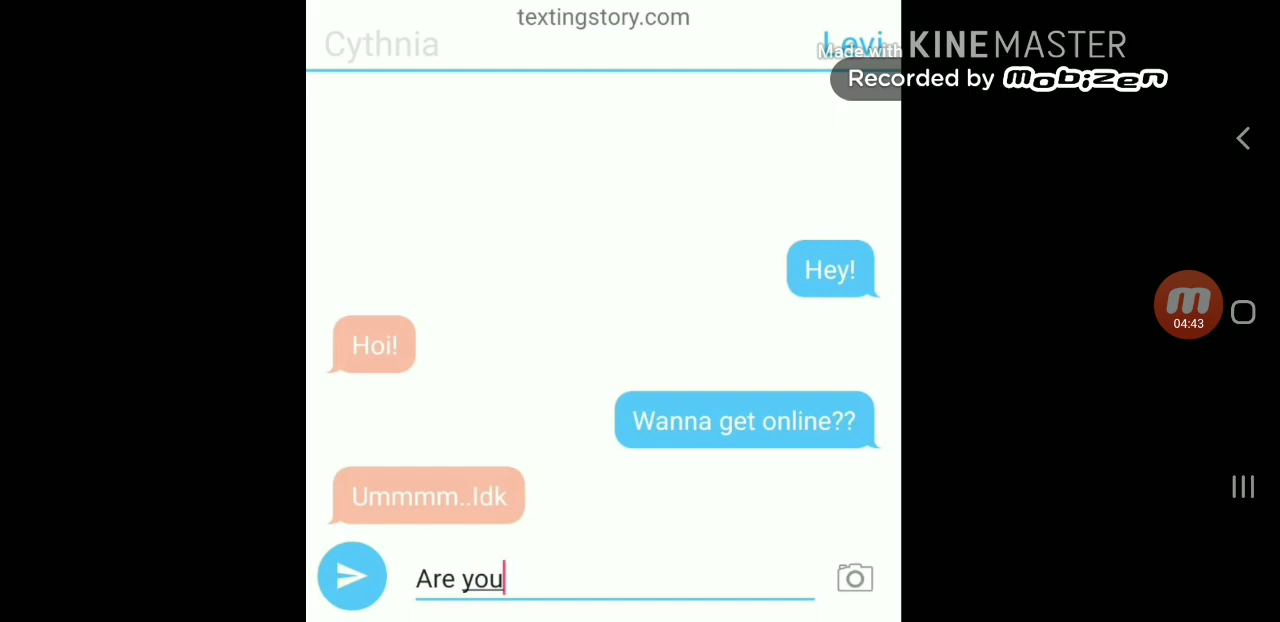 textingstory.com
Cythnia
Levi
Made with KINEMASTER
Recorded by mobizen
Hey!
Hoi!
Wanna get online??
04:43
Ummmm..Idk
Are you